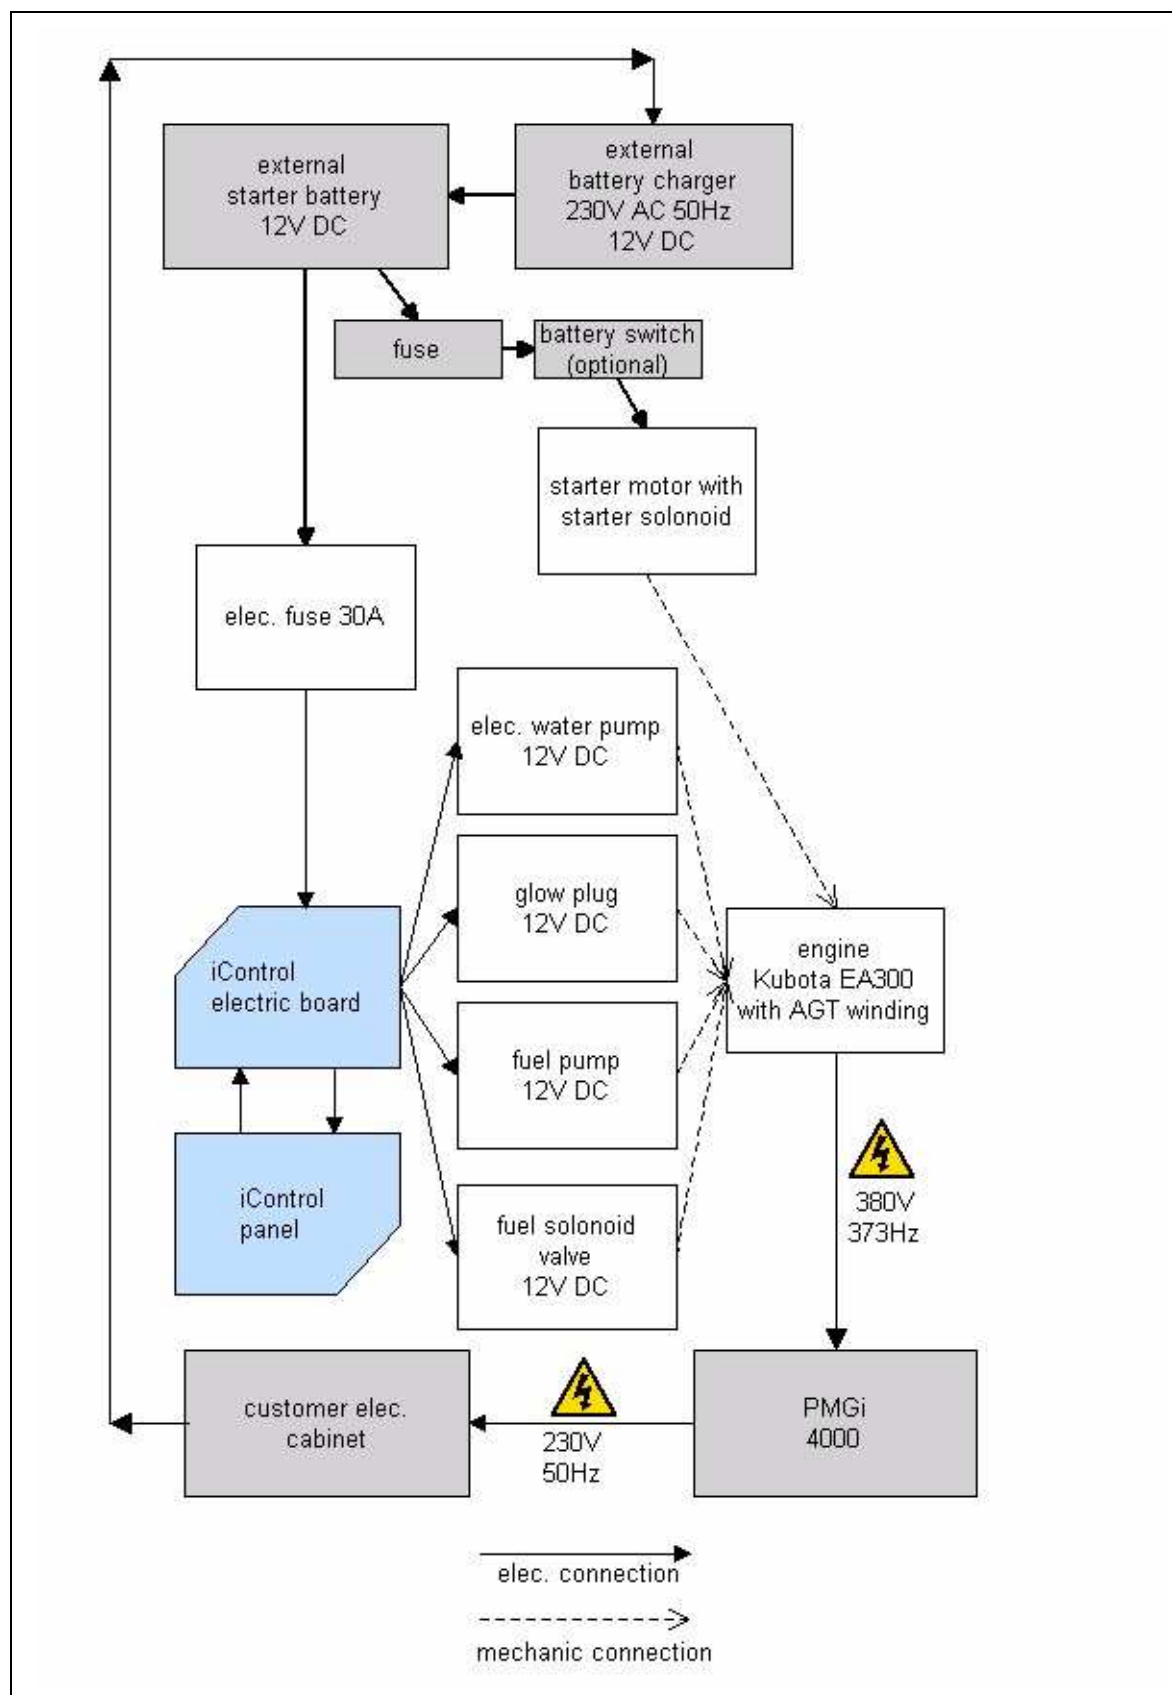 external
starter battery
12V DC
external
battery charger
230V AC 50Hz
12V DC
fuse
battery switch
(optional)
starter motor with
starter solonoid
elec. fuse 30A
elec. water pump
12V DC
glow plug
12V DC
iControl
electric board
engine
Kubota EA300
with AGT winding
fuel pump
12V DC
iControl
panel
380V
373Hz
fuel solonoid
valve
12V DC
customer elec.
cabinet
230V
50Hz
PMGi
4000
elec. connection
mechanic connection